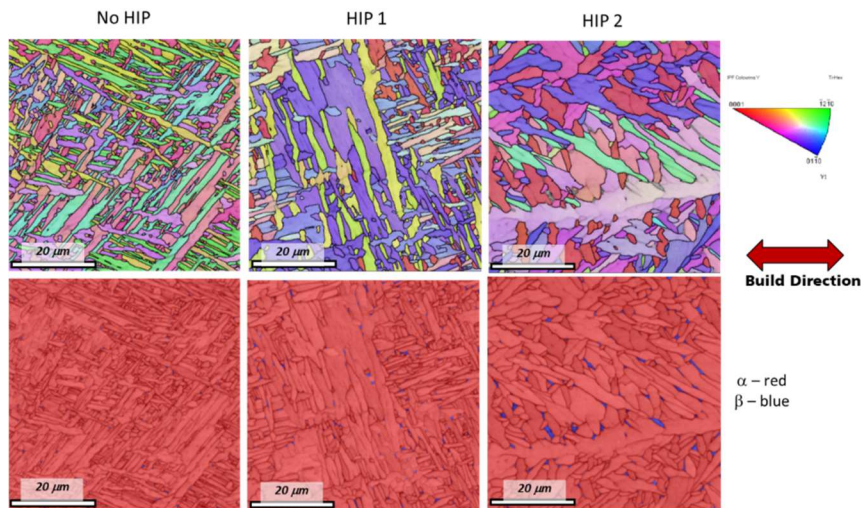 No HIP
HIP 1
HIP 2
20 μm
20 μm
20 μm
0001
Build Direction
α – red
β – blue
20 μm
20 μm
20 μm